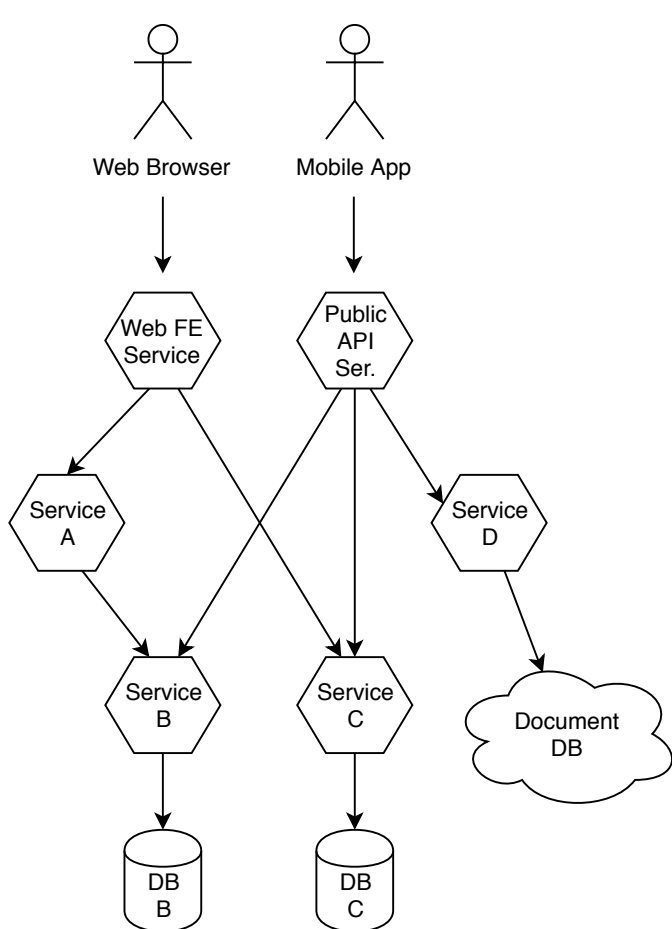 Web Browser
Mobile App
Web FE
Service
Public
API
Ser.
Service
A
Service
D
Service
B
Service
C
Document
DB
DB
B
DB
C